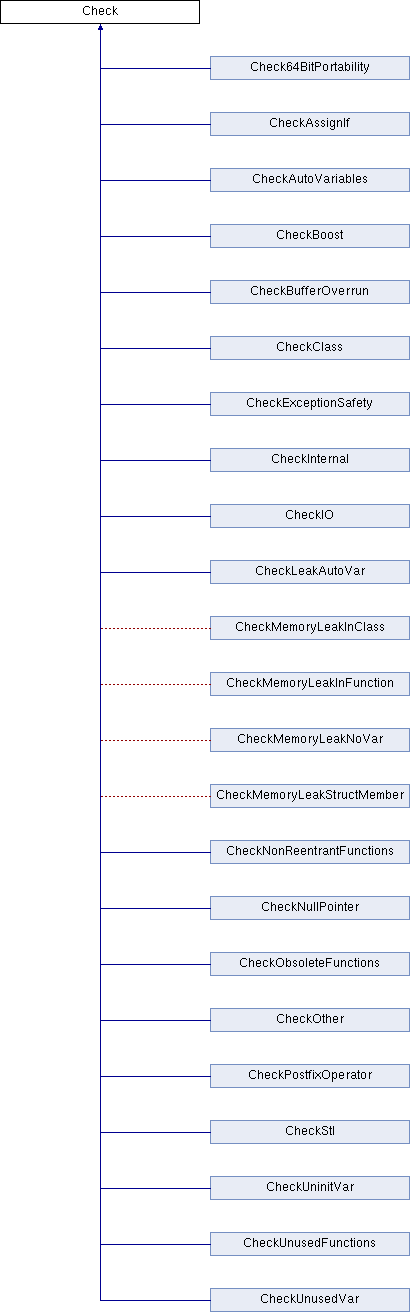 Check
Check64BitPortability
CheckAssignIf
CheckAutoVariables
CheckBoost
CheckBufferOverrun
CheckClass
CheckExceptionSafety
CheckInternal
CheckIO
CheckLeakAutoVar
CheckMemoryLeakInClass
CheckMemoryLeakInFunction
CheckMemoryLeakNoVar
CheckMemoryLeakStructMember
CheckNonReentrantFunctions
CheckNullPointer
CheckObsoleteFunctions
CheckOther
CheckPostfixOperator
CheckStl
CheckUninitVar
CheckUnusedFunctions
CheckUnusedVar